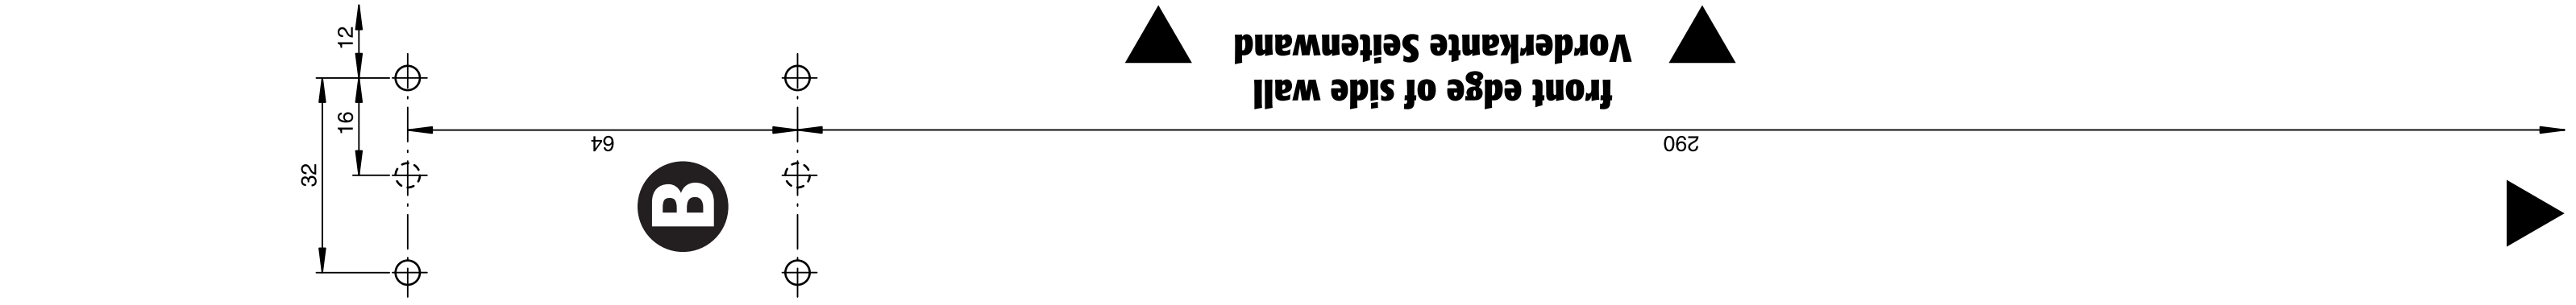 front edge of side wall
Vorderkante Seitenwand
12
16
32
64
290
B